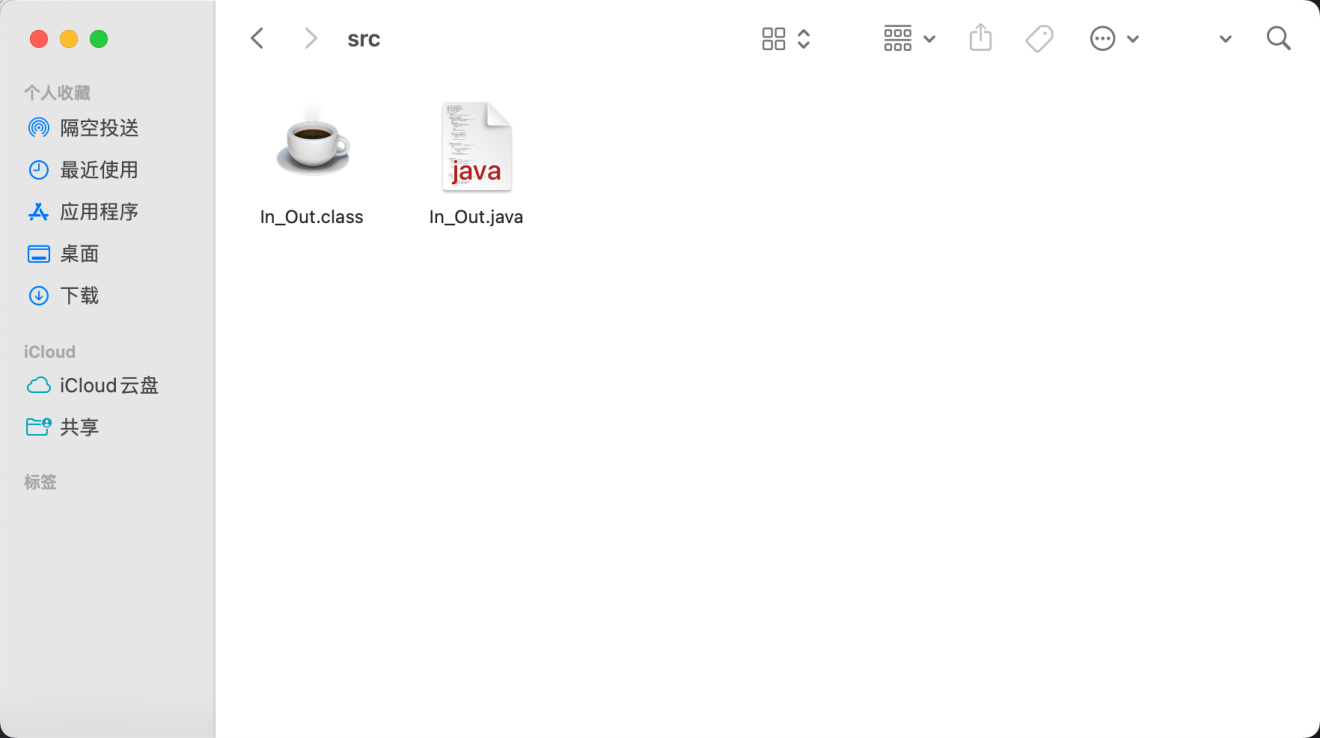 src
个人收藏
隔空投送
最近使用
应用程序
桌面
下载
iCloud
iCloud云盘
共享
标签
java
In_Out.class
In_Out.java